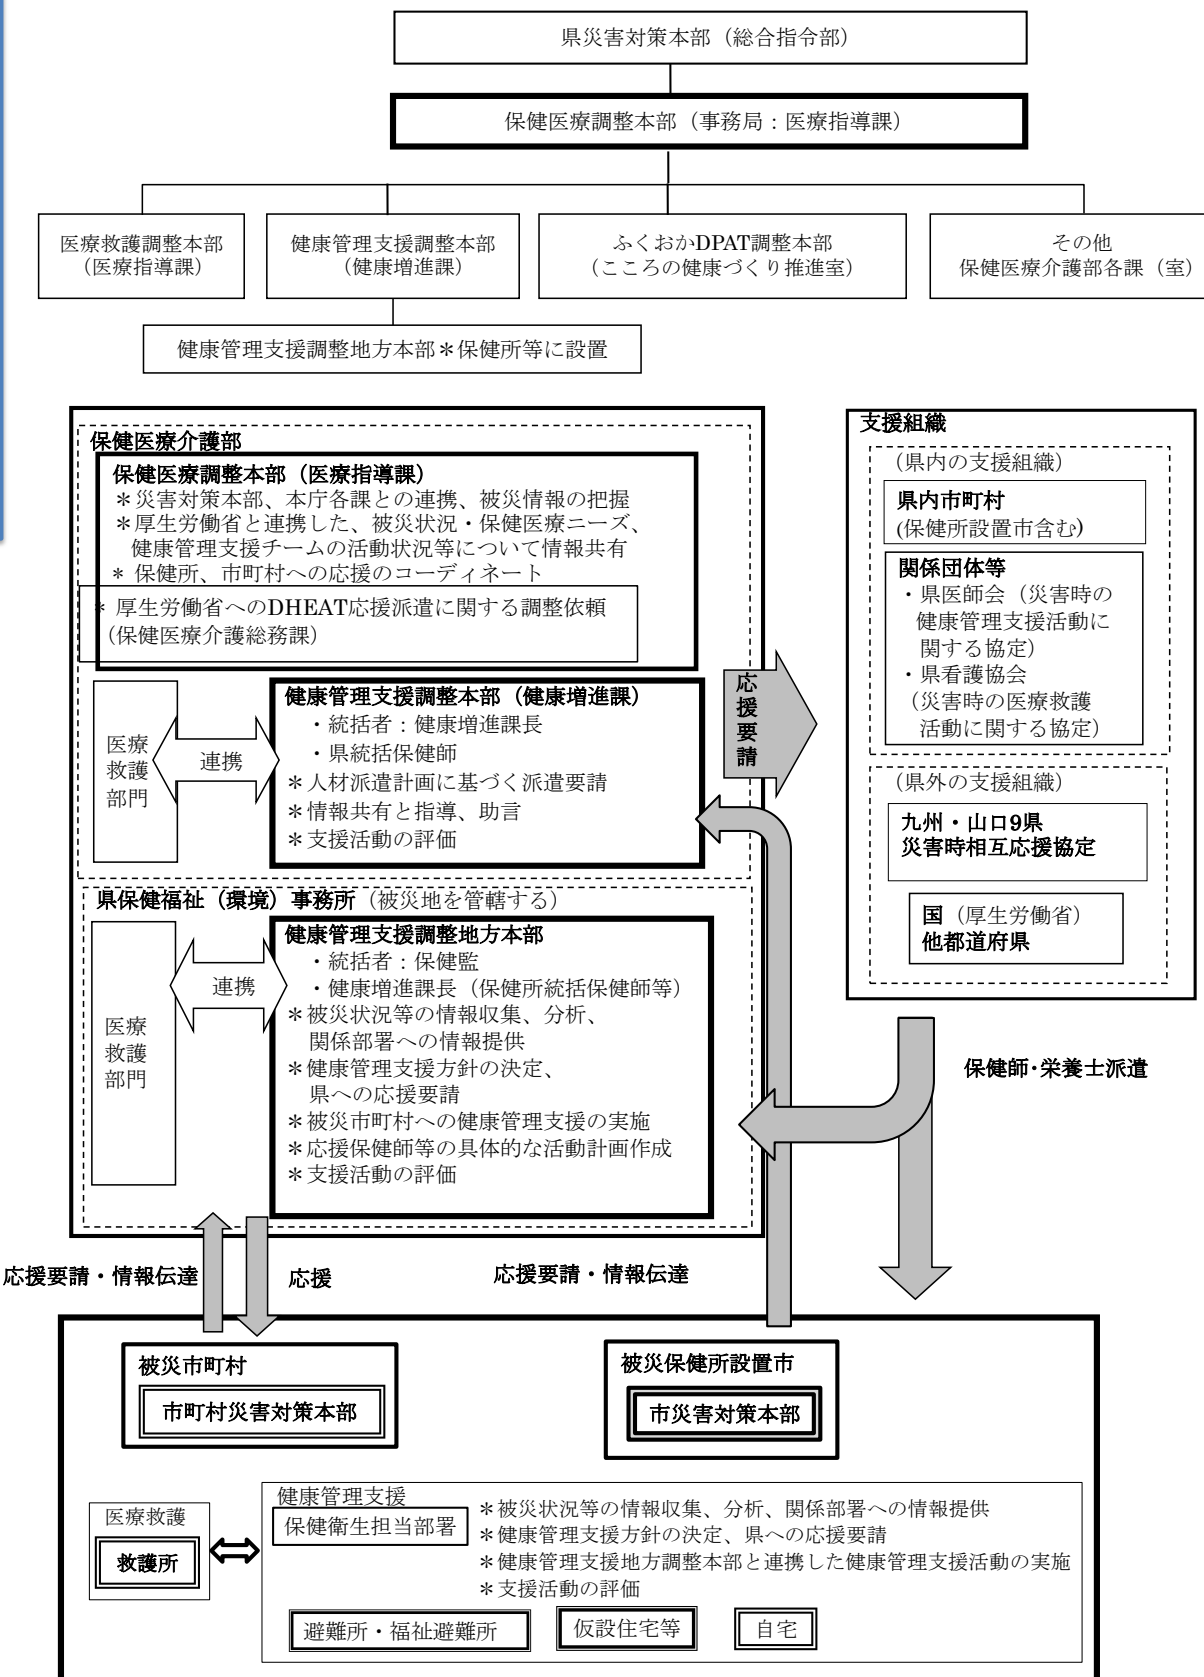 県災害対策本部（総合指令部）
保健医療調整本部（事務局：医療指導課）
医療救護調整本部
（医療指導課）
健康管理支援調整本部
（健康増進課）
ふくおかDPAT調整本部
（こころの健康づくり推進室）
その他
保健医療介護部各課（室）
健康管理支援調整地方本部＊保健所等に設置
保健医療介護部
保健医療調整本部（医療指導課）
＊災害対策本部、本庁各課との連携、被災情報の把握
＊厚生労働省と連携した、被災状況・保健医療ニーズ、
健康管理支援チームの活動状況等について情報共有
＊ 保健所、市町村への応援のコーディネート
＊ 厚生労働省へのDHEAT応援派遣に関する調整依頼
（保健医療介護総務課）
医療
救護
部門
連携
健康管理支援調整本部（健康増進課）
・統括者：健康増進課長
・県統括保健師
＊人材派遣計画に基づく派遣要請
＊情報共有と指導、助言
＊支援活動の評価
応援要請
県保健福祉（環境）事務所（被災地を管轄する）
医療
救護
部門
連携
健康管理支援調整地方本部
・統括者：保健監
・健康増進課長（保健所統括保健師等）
＊被災状況等の情報収集、分析、
関係部署への情報提供
＊健康管理支援方針の決定、
県への応援要請
＊被災市町村への健康管理支援の実施
＊応援保健師等の具体的な活動計画作成
＊支援活動の評価
支援組織
（県内の支援組織）
県内市町村
(保健所設置市含む)
関係団体等
・県医師会（災害時の
健康管理支援活動に
関する協定）
・県看護協会
（災害時の医療救護
活動に関する協定）
（県外の支援組織）
九州・山口9県
災害時相互応援協定
国（厚生労働省）
他都道府県
保健師・栄養士派遣
応援要請・情報伝達
応援
応援要請・情報伝達
被災市町村
市町村災害対策本部
被災保健所設置市
市災害対策本部
医療救護
救護所
健康管理支援
保健衛生担当部署
＊被災状況等の情報収集、分析、関係部署への情報提供
＊健康管理支援方針の決定、県への応援要請
＊健康管理支援地方調整本部と連携した健康管理支援活動の実施
＊支援活動の評価
避難所・福祉避難所
仮設住宅等
自宅